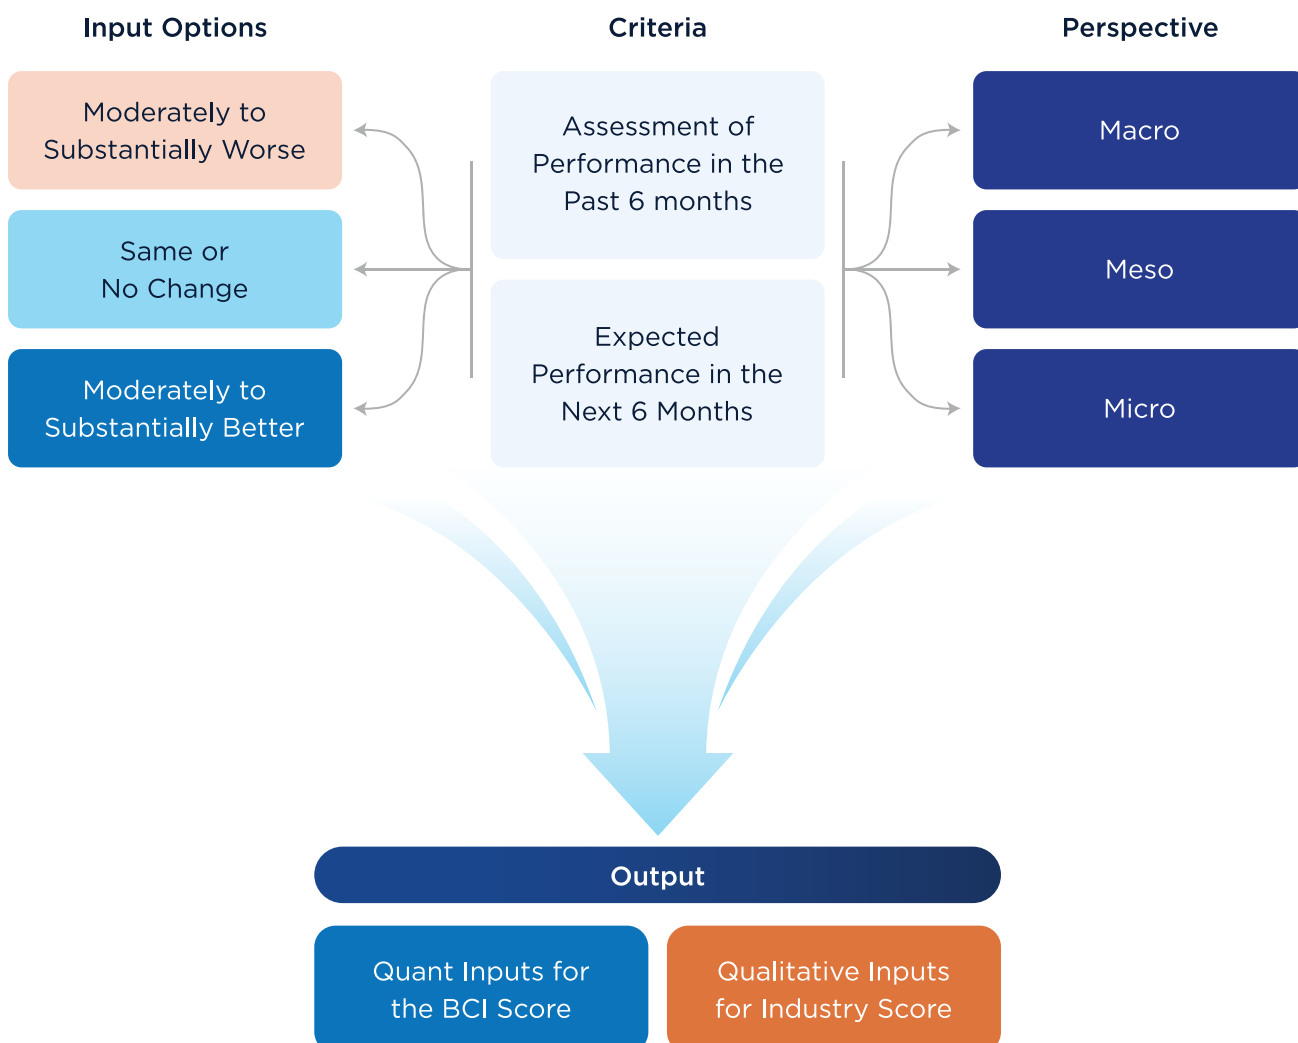 Input Options
Criteria
Perspective
Moderately to
Substantially Worse
Same or
No Change
Moderately to
Substantially Better
Assessment of
Performance in the
Past 6 months
Expected
Performance in the
Next 6 Months
Macro
Meso
Micro
Output
Quant Inputs for
the BCI Score
Qualitative Inputs
for Industry Score